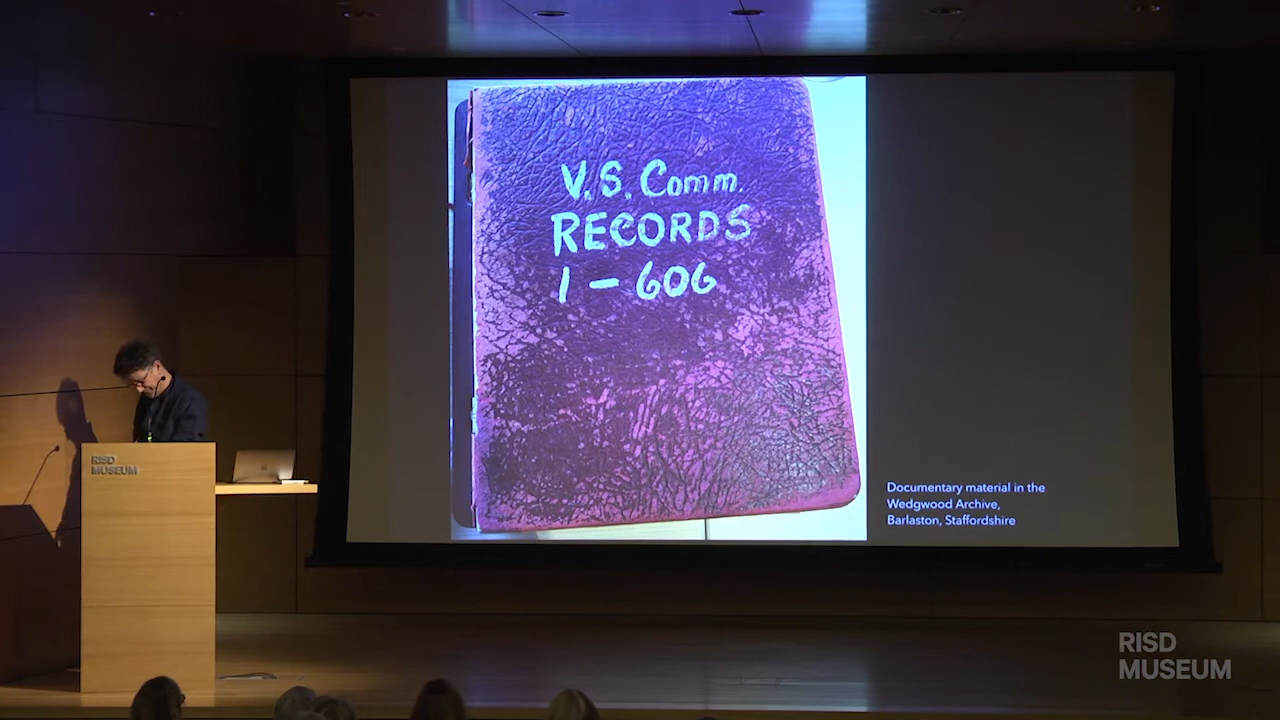 V.S. Comm.
RECORDS
1 – 606
Documentary material in the
Wedgwood Archive,
Barlaston, Staffordshire
RISD
MUSEUM
RISD
MUSEUM